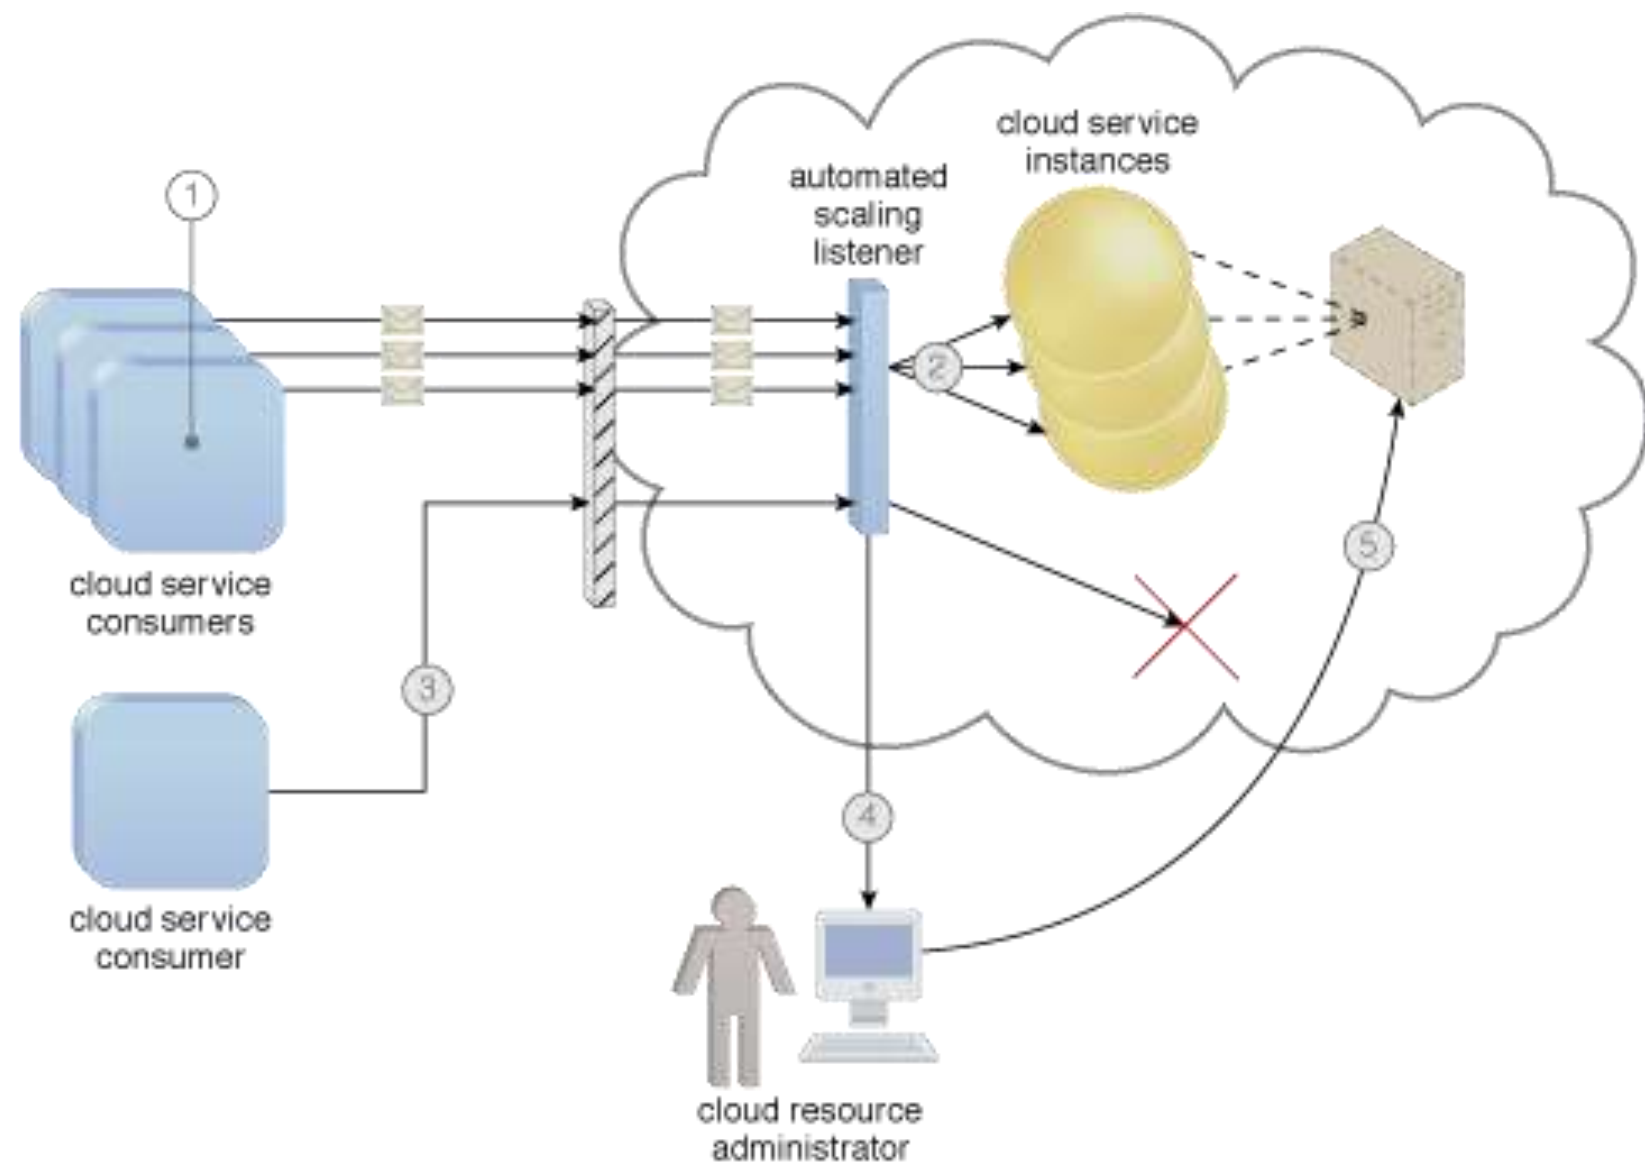 cloud service
instances
automated
scaling
listener
1
2
cloud service
consumers
5
3
4
cloud service
consumer
cloud resource
administrator